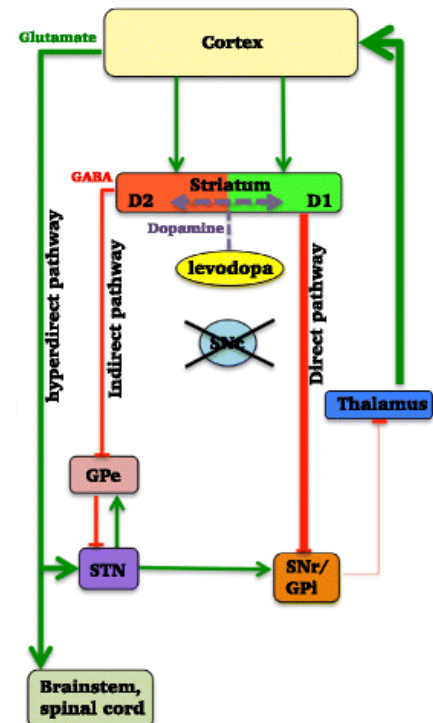 Glutamate
Cortex
GABA
Striatum
D2
D1
Dopamine
levodopa
hyperdirect pathway
Indirect pathway
Direct pathway
SNc
Thalamus
GPe
STN
SNr/
GPi
Brainstem,
spinal cord